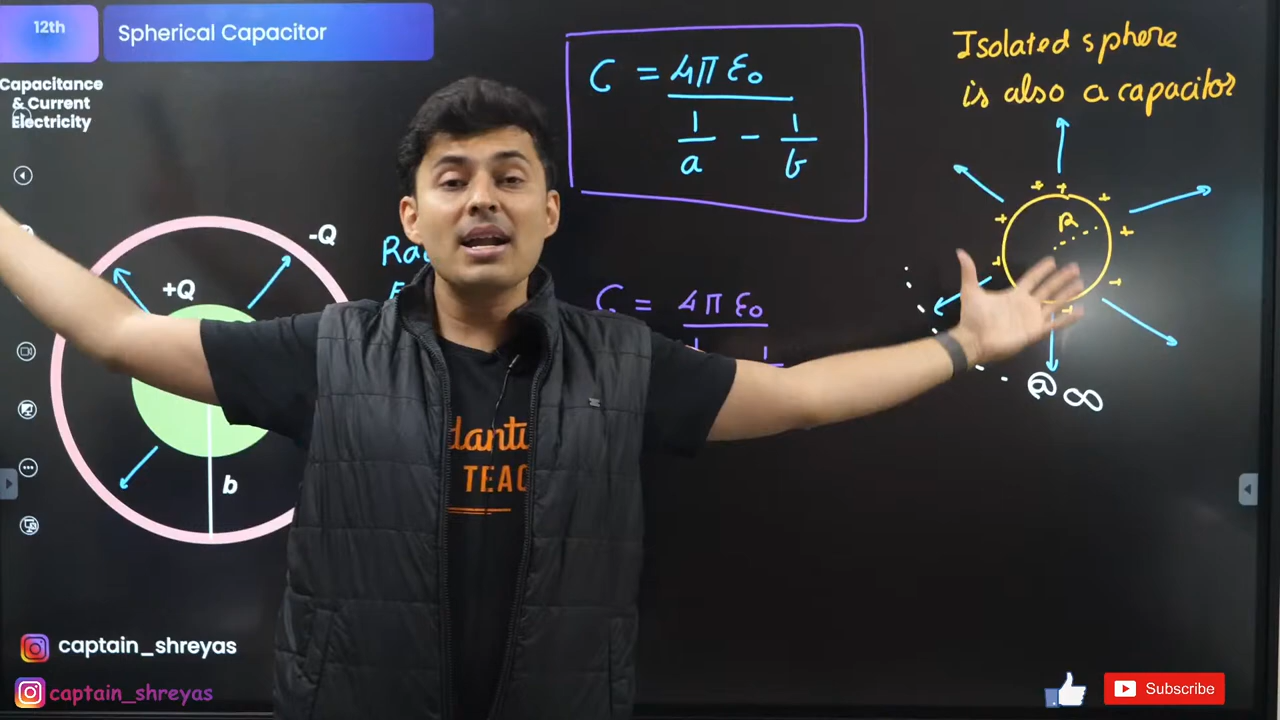 12th
Spherical Capacitor
Capacitance
& Current
Electricity
C = 4π ε₀
1/a - 1/b
Isolated sphere
is also a capacitor
+ + + + + + + +
R
@ ∞
-Q
+Q
b
C = 4π ε₀
TEAC
captain_shreyas
captain_shreyas
Subscribe